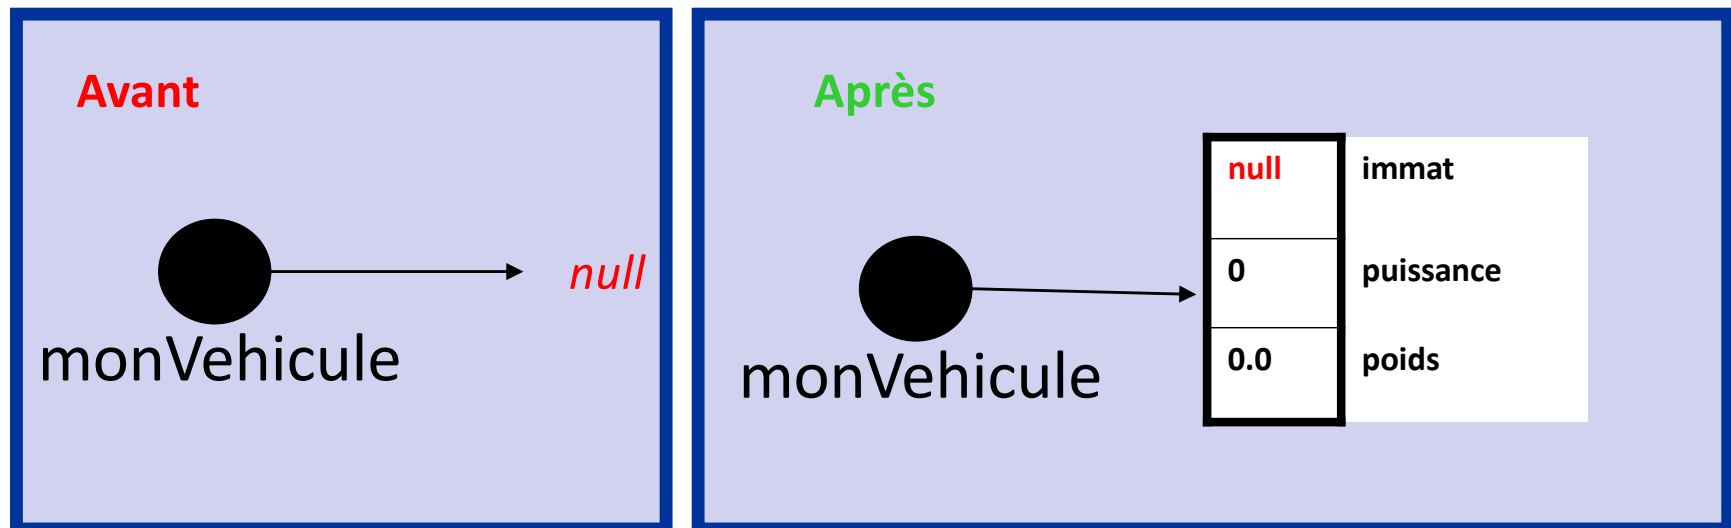 Avant
null
monVehicule
Après
null immat
0 puissance
0.0 poids
monVehicule